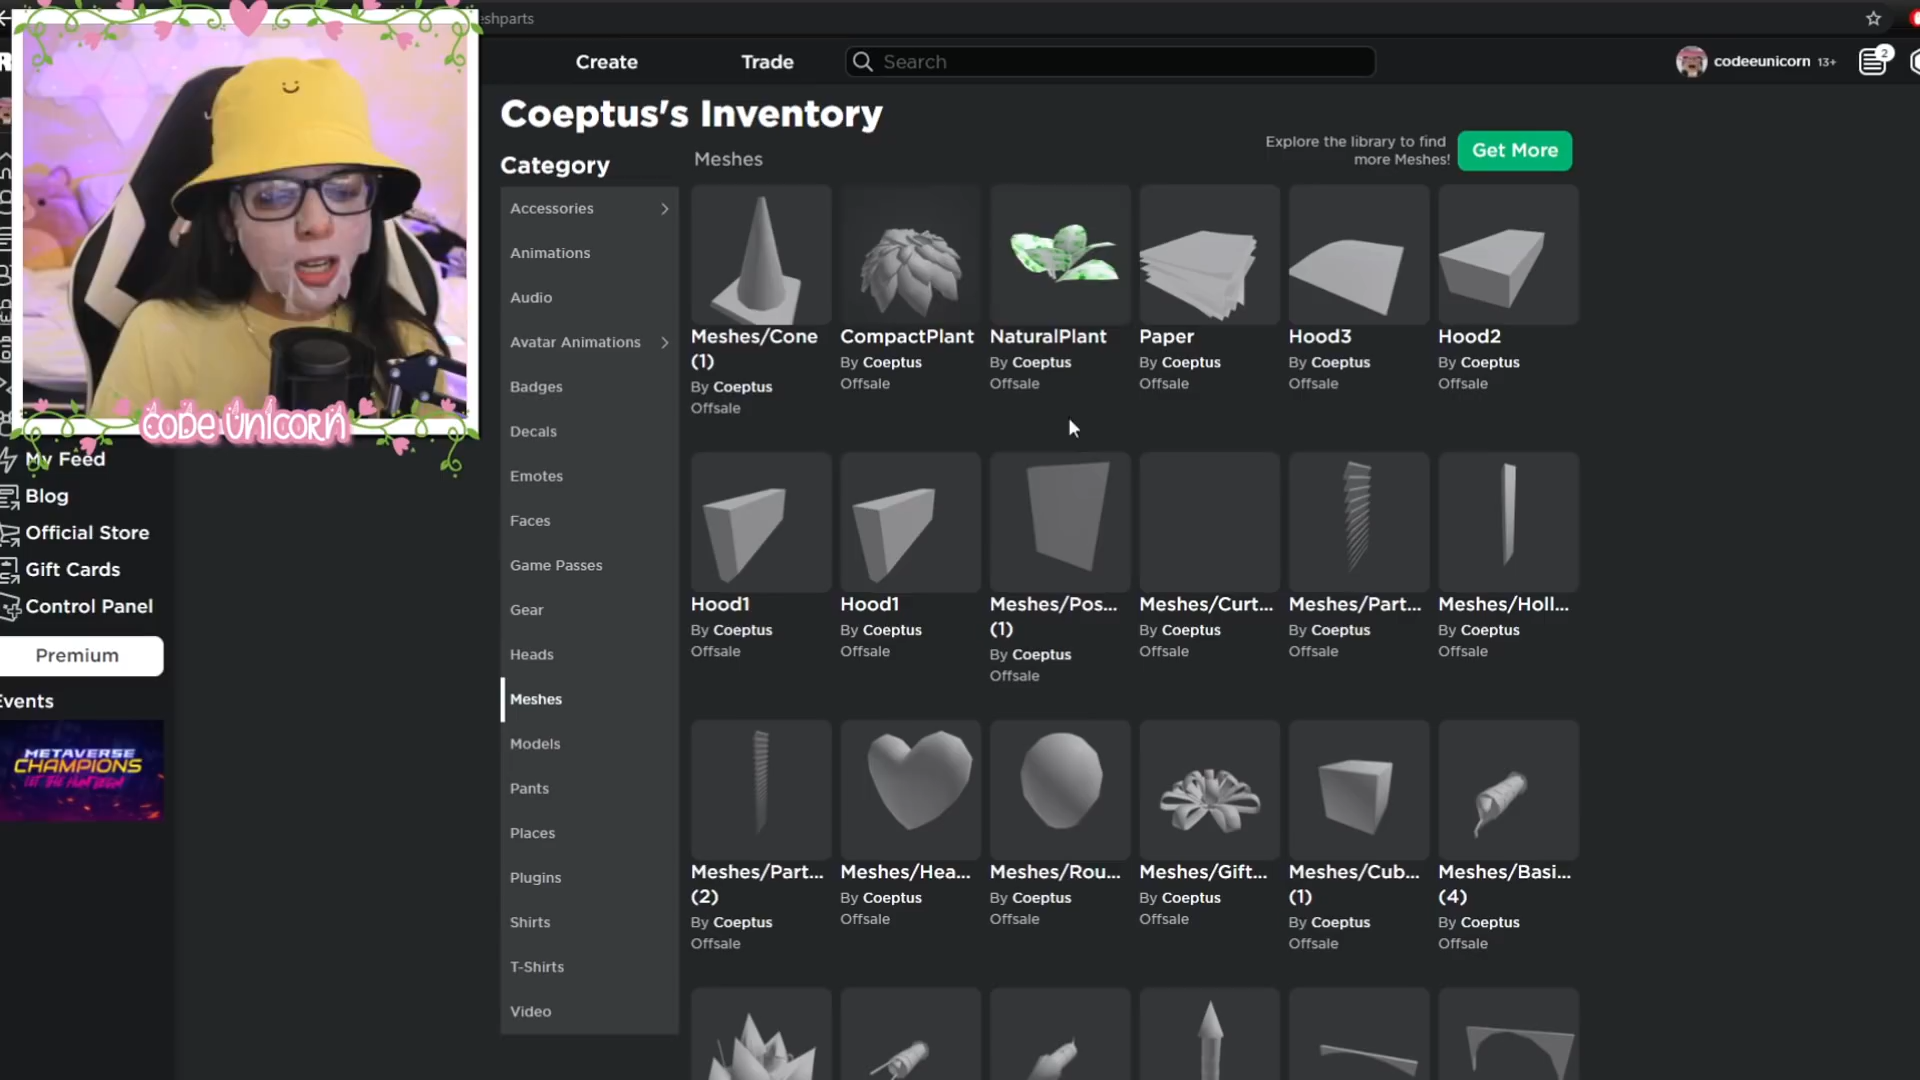 eshparts
Create
Trade
Search
codeeunicorn 13+
2
Coeptus's Inventory
Explore the library to find
more Meshes!
Get More
Category
Meshes
Accessories
Animations
Audio
Avatar Animations
Badges
Decals
Emotes
Faces
Game Passes
Gear
Heads
Meshes
Models
Pants
Places
Plugins
Shirts
T-Shirts
Video
Meshes/Cone
(1)
By Coeptus
Offsale
CompactPlant
By Coeptus
Offsale
NaturalPlant
By Coeptus
Offsale
Paper
By Coeptus
Offsale
Hood3
By Coeptus
Offsale
Hood2
By Coeptus
Offsale
Hood1
By Coeptus
Offsale
Hood1
By Coeptus
Offsale
Meshes/Pos...
(1)
By Coeptus
Offsale
Meshes/Curt...
By Coeptus
Offsale
Meshes/Part...
By Coeptus
Offsale
Meshes/Holl...
By Coeptus
Offsale
Meshes/Part...
(2)
By Coeptus
Offsale
Meshes/Hea...
By Coeptus
Offsale
Meshes/Rou...
By Coeptus
Offsale
Meshes/Gift...
By Coeptus
Offsale
Meshes/Cub...
(1)
By Coeptus
Offsale
Meshes/Basi...
(4)
By Coeptus
Offsale
CODE UNICORN
My Feed
Blog
Official Store
Gift Cards
Control Panel
Premium
Events
METAVERSE
CHAMPIONS